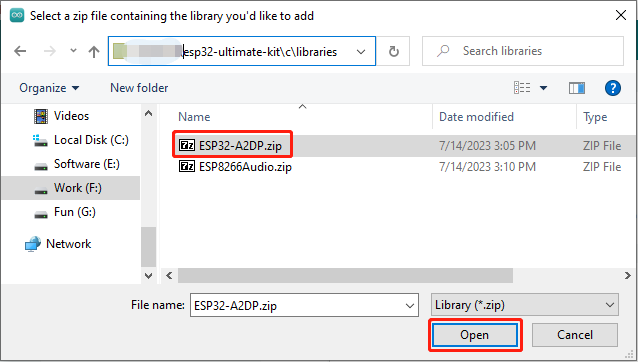 Select a zip file containing the library you'd like to add
\esp32-ultimate-kit\c\libraries
Search libraries
Organize
New folder
Videos
Local Disk (C:)
Software (E:)
Work (F:)
Fun (G:)
Network
Name
Date modified
Type
ESP32-A2DP.zip
7/14/2023 3:05 PM
ZIP File
ESP8266Audio.zip
7/14/2023 3:10 PM
ZIP File
File name:
ESP32-A2DP.zip
Library (*.zip)
Open
Cancel